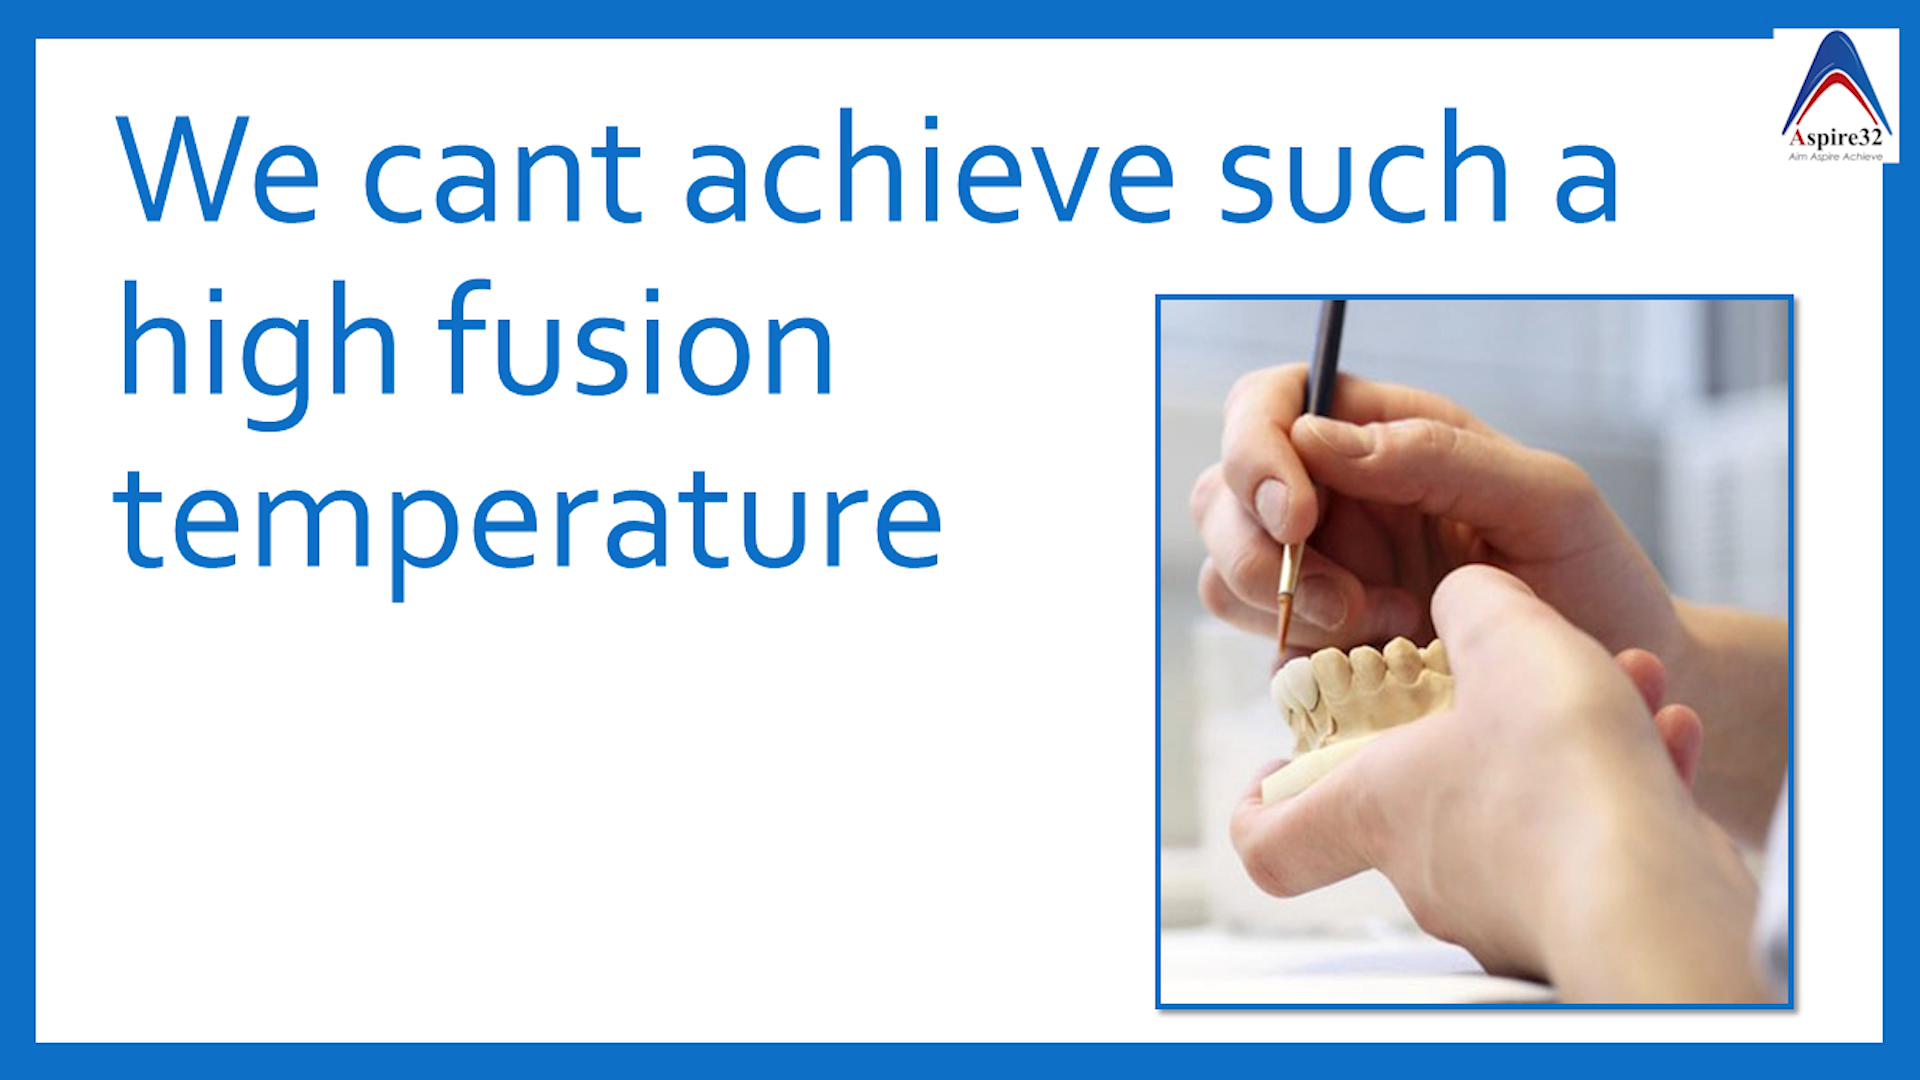 We cant achieve such a
high fusion
temperature
Aspire32
Aim Aspire Achieve